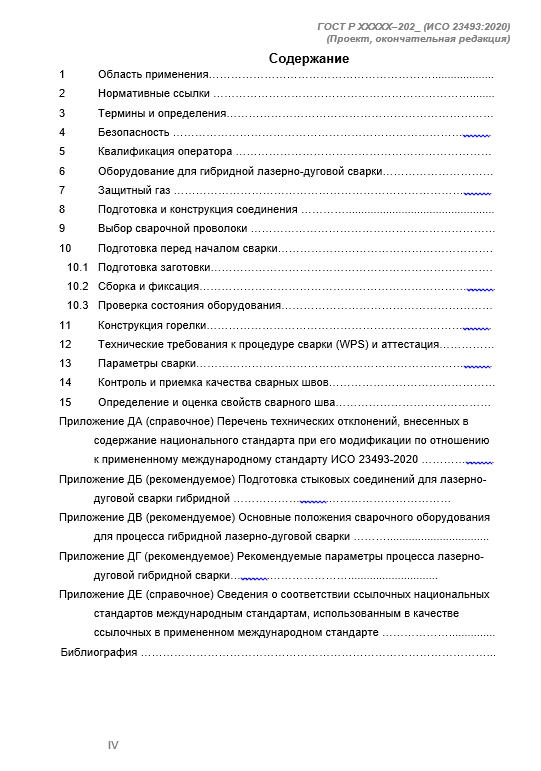 ГОСТ Р ХХХХХ–202_ (ИСО 23493:2020)
(Проект, окончательная редакция)
Содержание
1 Область применения
2 Нормативные ссылки
3 Термины и определения
4 Безопасность
5 Квалификация оператора
6 Оборудование для гибридной лазерно-дуговой сварки
7 Защитный газ
8 Подготовка и конструкция соединения
9 Выбор сварочной проволоки
10 Подготовка перед началом сварки
10.1 Подготовка заготовки
10.2 Сборка и фиксация
10.3 Проверка состояния оборудования
11 Конструкция горелки
12 Технические требования к процедуре сварки (WPS) и аттестация
13 Параметры сварки
14 Контроль и приемка качества сварных швов
15 Определение и оценка свойств сварного шва
Приложение ДА (справочное) Перечень технических отклонений, внесенных в
содержание национального стандарта при его модификации по отношению
к примененному международному стандарту ИСО 23493-2020
Приложение ДБ (рекомендуемое) Подготовка стыковых соединений для лазерно-
дуговой сварки гибридной
Приложение ДВ (рекомендуемое) Основные положения сварочного оборудования
для процесса гибридной лазерно-дуговой сварки
Приложение ДГ (рекомендуемое) Рекомендуемые параметры процесса лазерно-
дуговой гибридной сварки
Приложение ДЕ (справочное) Сведения о соответствии ссылочных национальных
стандартов международным стандартам, использованным в качестве
ссылочных в примененном международном стандарте
Библиография
IV